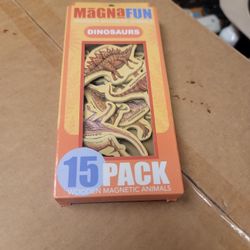 MAGNAFUN
DINOSAURS
15 PACK
WOODEN MAGNETIC ANIMALS